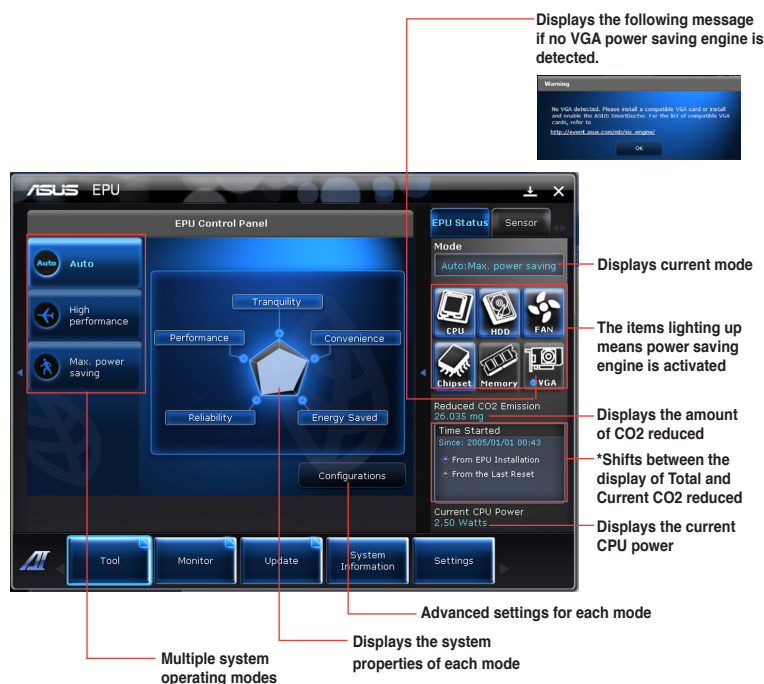 Displays the following message
if no VGA power saving engine is
detected.
Warning
No VGA detected. Please install a compatible VGA card or install
and enable the ASUS SmartDoctor. For the list of compatible VGA
cards, refer to
http://event.asus.com/mb/six_engine/
OK
ASUS EPU
EPU Control Panel
EPU Status
Sensor
Auto
Auto
High
performance
Max. power
saving
Tranquility
Performance
Convenience
Reliability
Energy Saved
Configurations
Mode
Auto:Max. power saving
CPU
HDD
FAN
Chipset
Memory
VGA
Reduced CO2 Emission
26.035 mg
Time Started
Since: 2005/01/01 00:43
From EPU Installation
From the Last Reset
Current CPU Power
2.50 Watts
Displays current mode
The items lighting up
means power saving
engine is activated
Displays the amount
of CO2 reduced
*Shifts between the
display of Total and
Current CO2 reduced
Displays the current
CPU power
AI
Tool
Monitor
Update
System
Information
Settings
Advanced settings for each mode
Displays the system
properties of each mode
Multiple system
operating modes